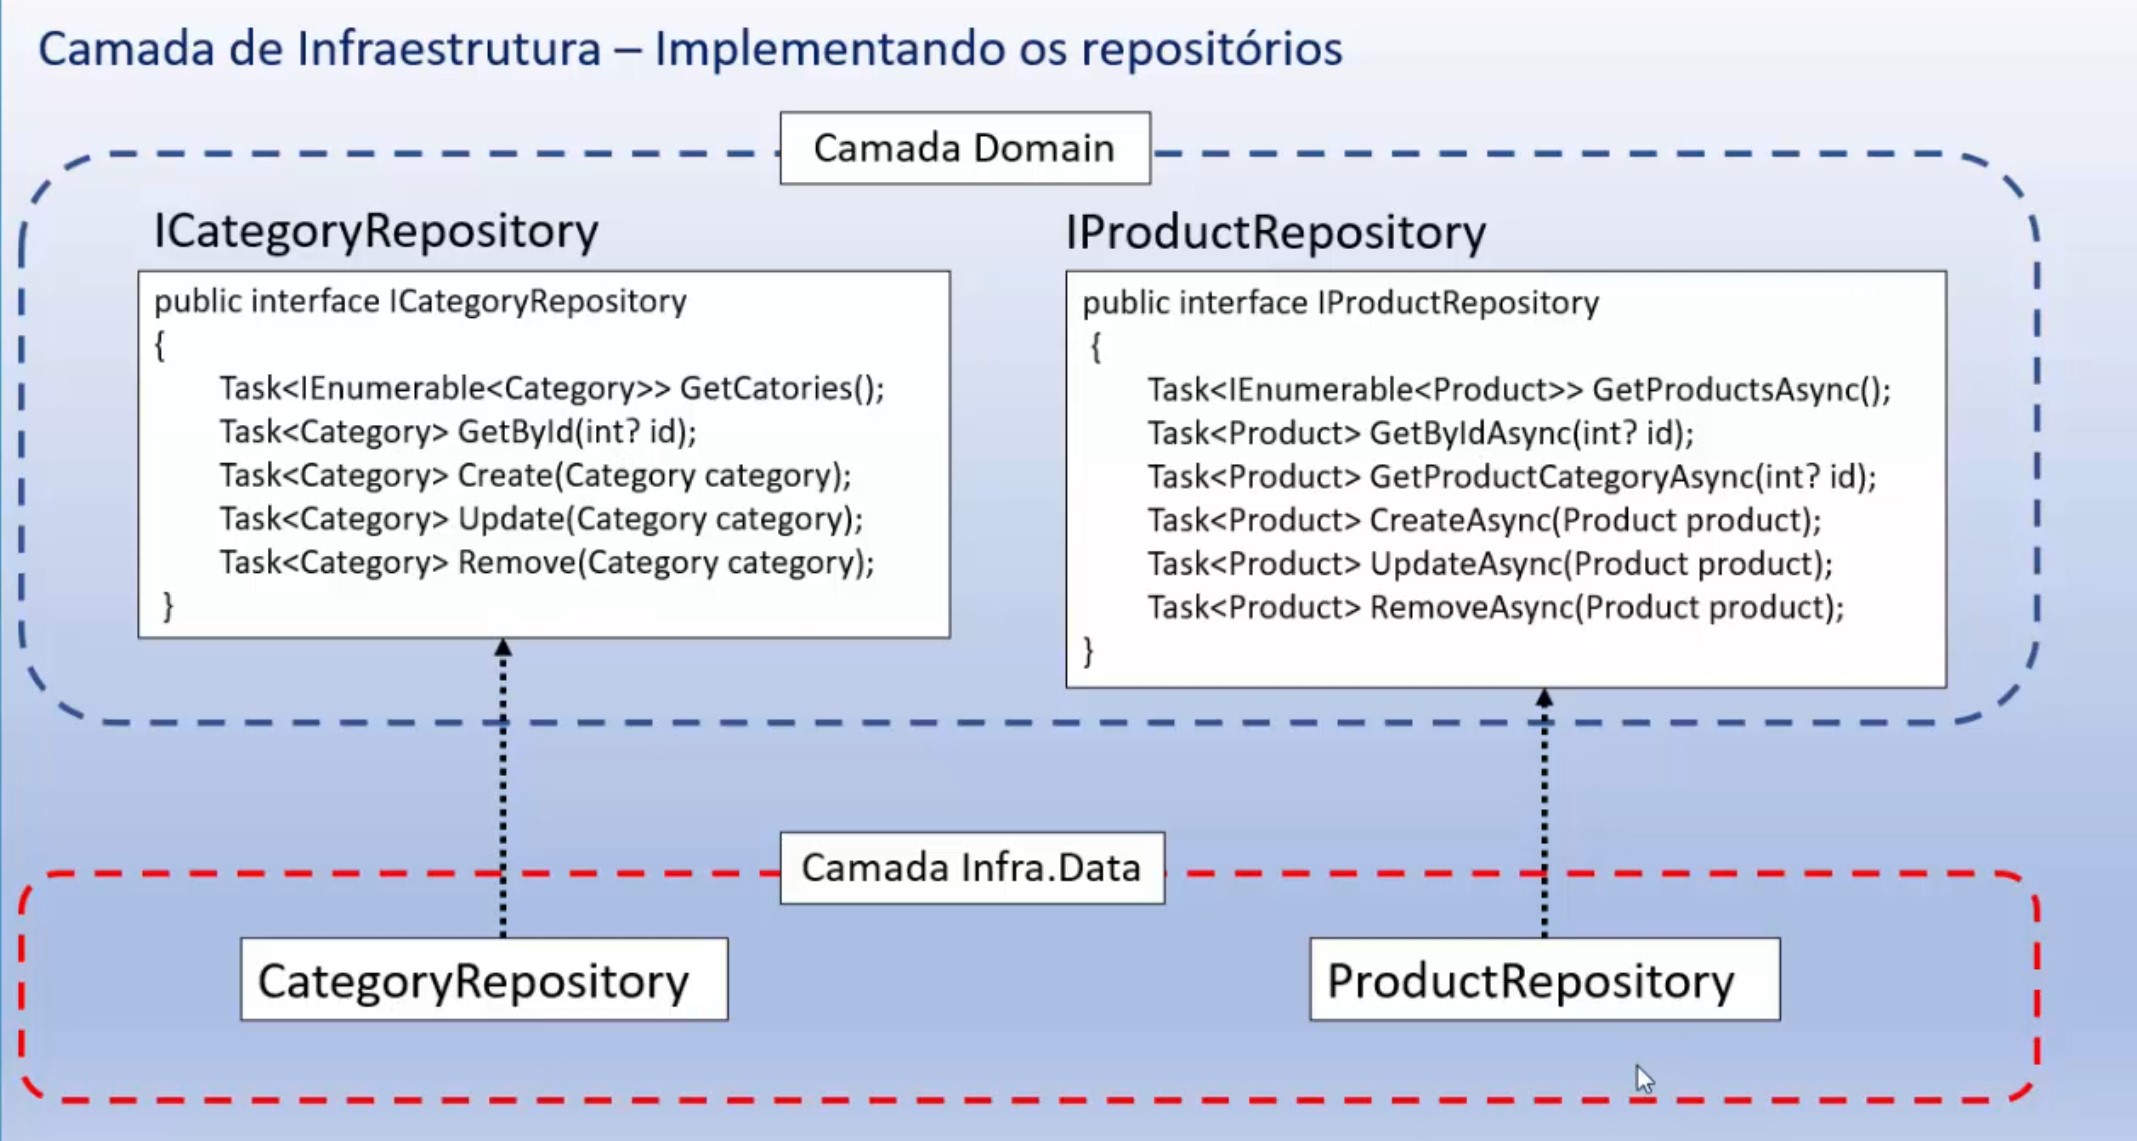 Camada de Infraestrutura – Implementando os repositórios
Camada Domain
ICategoryRepository
public interface ICategoryRepository
{
Task<IEnumerable<Category>> GetCatories();
Task<Category> GetById(int? id);
Task<Category> Create(Category category);
Task<Category> Update(Category category);
Task<Category> Remove(Category category);
}
IProductRepository
public interface IProductRepository
{
Task<IEnumerable<Product>> GetProductsAsync();
Task<Product> GetByIdAsync(int? id);
Task<Product> GetProductCategoryAsync(int? id);
Task<Product> CreateAsync(Product product);
Task<Product> UpdateAsync(Product product);
Task<Product> RemoveAsync(Product product);
}
Camada Infra.Data
CategoryRepository
ProductRepository